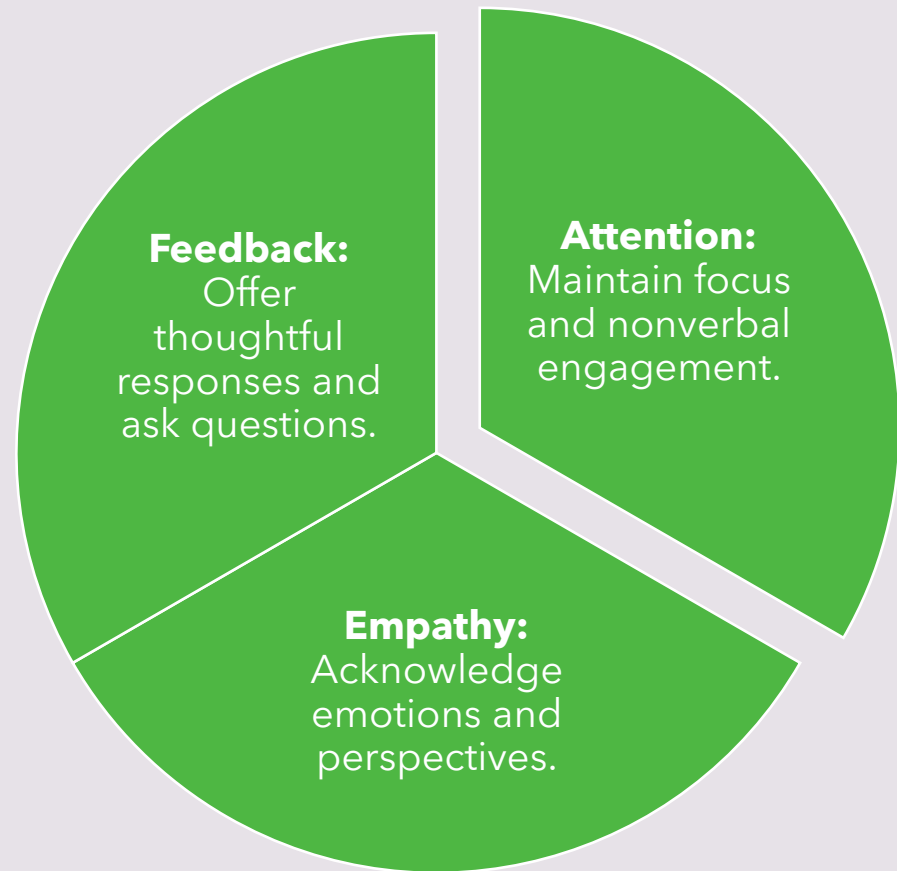 Feedback:
Offer
thoughtful
responses and
ask questions.
Attention:
Maintain focus
and nonverbal
engagement.
Empathy:
Acknowledge
emotions and
perspectives.